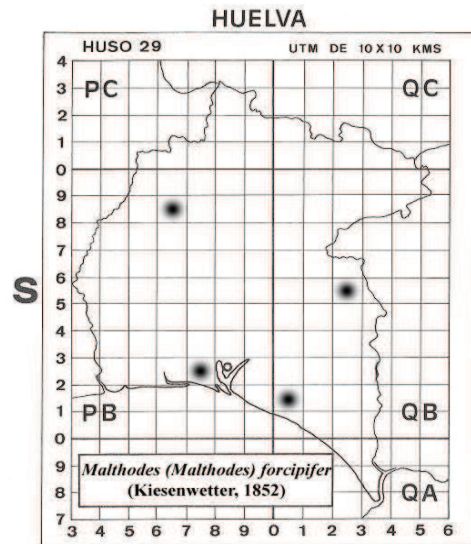 HUELVA
HUSO 29 UTM DE 10 X 10 KMS
4
PC QC
3
2
1
0
9
8
7
6
S
5
4
3
2
PB QB
1
0
9
Malthodes (Malthodes) forcipifer
(Kiesenwetter, 1852)
8
QA
7
3 4 5 6 7 8 9 0 1 2 3 4 5 6